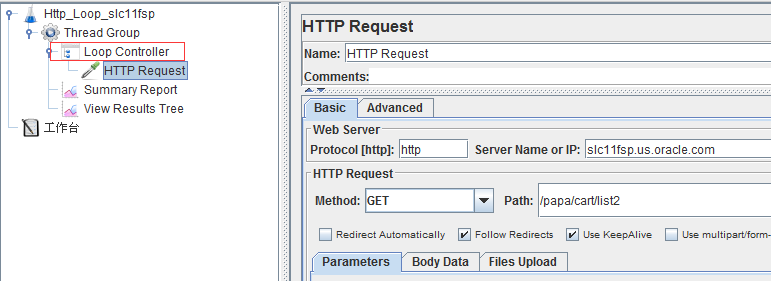 Http_Loop_slc11fsp
Thread Group
Loop Controller
HTTP Request
Summary Report
View Results Tree
工作台
HTTP Request
Name: HTTP Request
Comments:
Basic Advanced
Web Server
Protocol [http]: http Server Name or IP: slc11fsp.us.oracle.com
HTTP Request
Method: GET Path: /papa/cart/list2
Redirect Automatically Follow Redirects Use KeepAlive Use multipart/form-
Parameters Body Data Files Upload